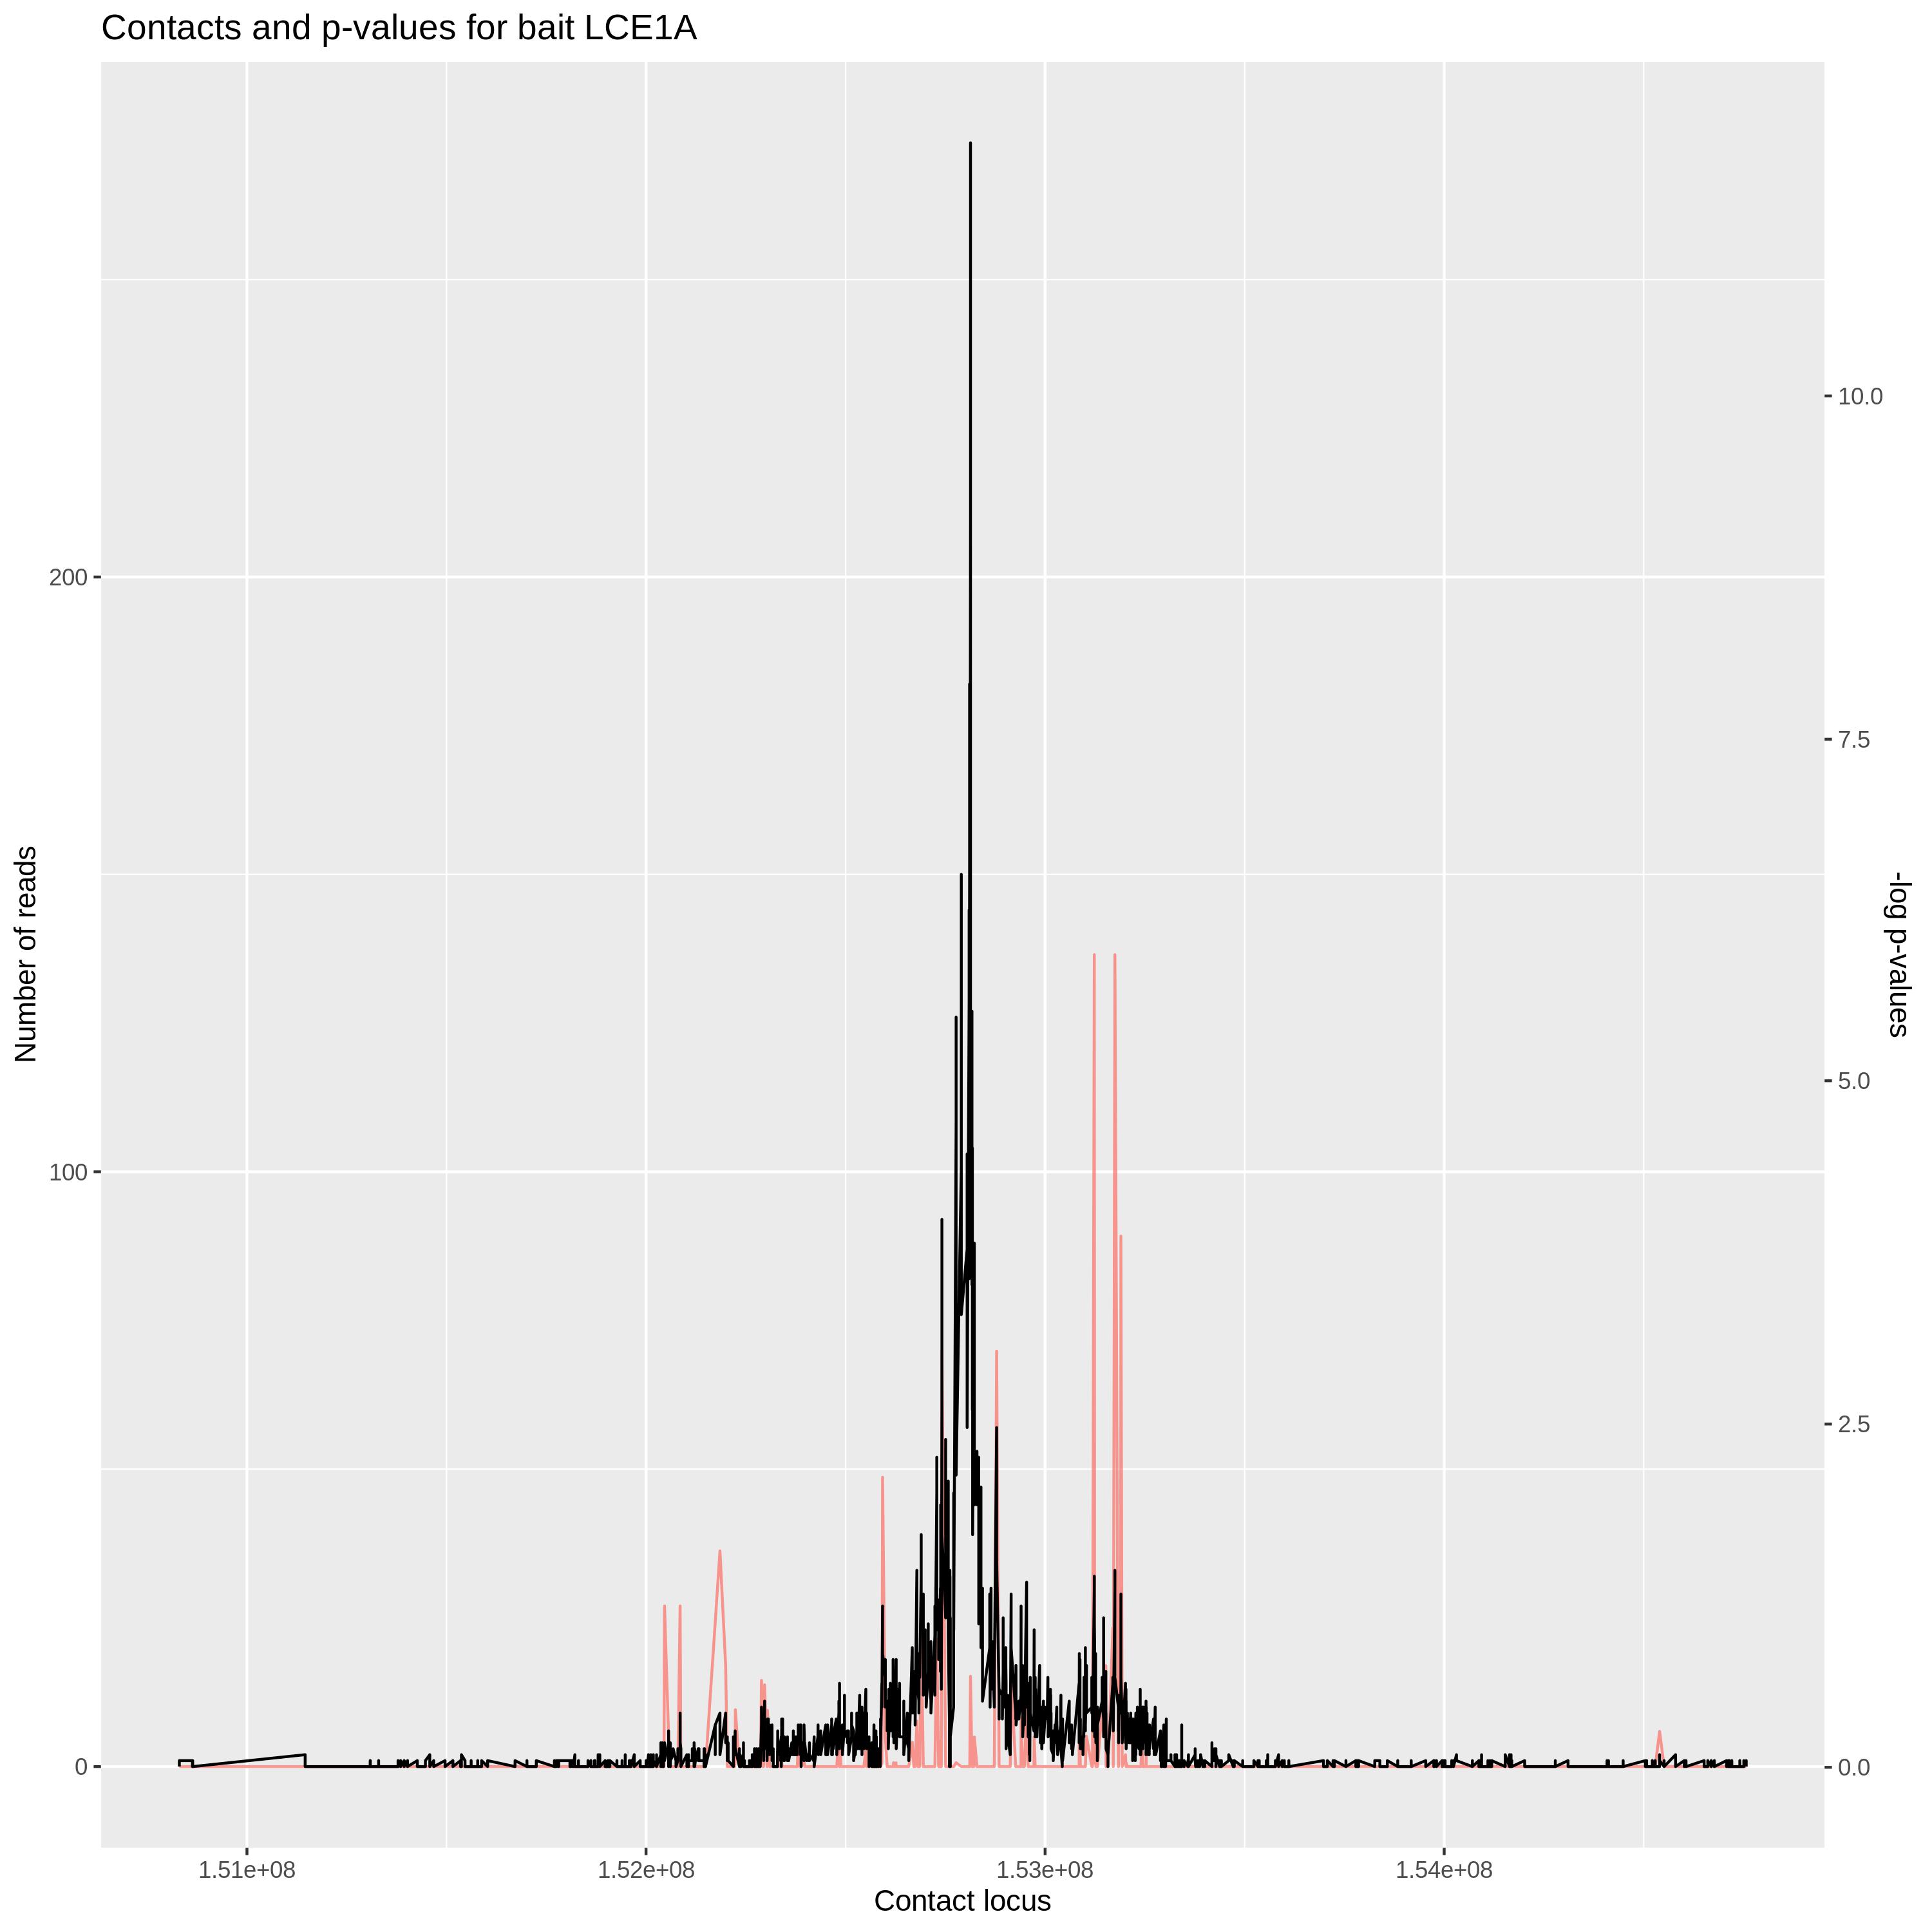 Contacts and p-values for bait LCE1A
Number of reads
200
100
0
10.0
7.5
5.0
2.5
0.0
-log p-values
1.51e+08
1.52e+08
1.53e+08
1.54e+08
Contact locus